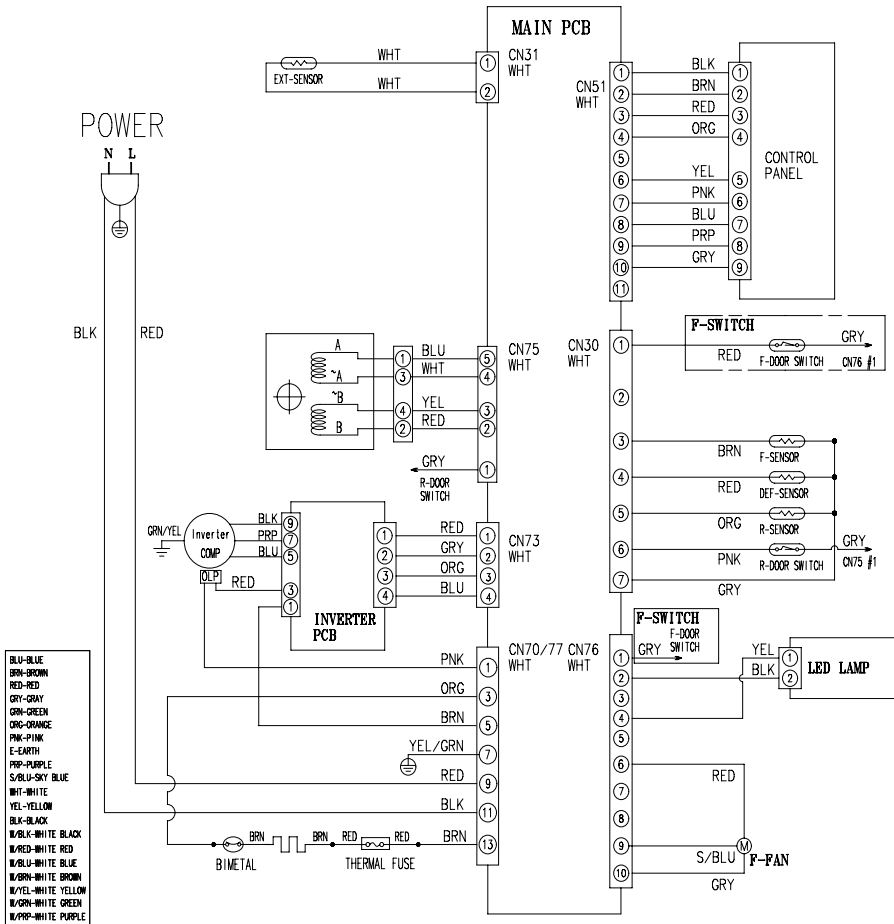 MAIN PCB
CN31
WHT
1
2
WHT
WHT
EXT-SENSOR
CN51
WHT
1 BLK 1
2 BRN 2
3 RED 3
4 ORG 4
5
6 YEL 5
7 PNK 6
8 BLU 7
9 PRP 8
10 GRY 9
11
CONTROL
PANEL
POWER
N L
BLK
RED
A
~A
~B
B
1 BLU 5
3 WHT 4
4 YEL 3
2 RED 2
GRY 1
R-DOOR
SWITCH
CN75
WHT
CN30
WHT
F-SWITCH
1 RED F-DOOR SWITCH GRY
CN76 #1
2
3 BRN F-SENSOR
4 RED DEF-SENSOR
5 ORG R-SENSOR
6 PNK R-DOOR SWITCH GRY
CN75 #1
7 GRY
GRN/YEL
Inverter
COMP
OLP
BLK 9
PRP 7
BLU 5
RED 3
1
INVERTER
PCB
1 RED 1
2 GRY 2
3 ORG 3
4 BLU 4
CN73
WHT
CN70/77
WHT
PNK 1
ORG 3
BRN 5
YEL/GRN 7
RED 9
BLK 11
BRN 13
BRN BRN RED RED
BIMETAL THERMAL FUSE
CN76
WHT
F-SWITCH
F-DOOR
SWITCH
1 GRY
2
3
4
5
6
7
8
9
10
YEL 1
BLK 2
LED LAMP
RED
S/BLU
GRY
M
F-FAN
BLU-BLUE
BRN-BROWN
RED-RED
GRY-GRAY
GRN-GREEN
ORG-ORANGE
PNK-PINK
E-EARTH
PRP-PURPLE
S/BLU-SKY BLUE
WHT-WHITE
YEL-YELLOW
BLK-BLACK
W/BLK-WHITE BLACK
W/RED-WHITE RED
W/BLU-WHITE BLUE
W/BRN-WHITE BROWN
W/YEL-WHITE YELLOW
W/GRN-WHITE GREEN
W/PRP-WHITE PURPLE